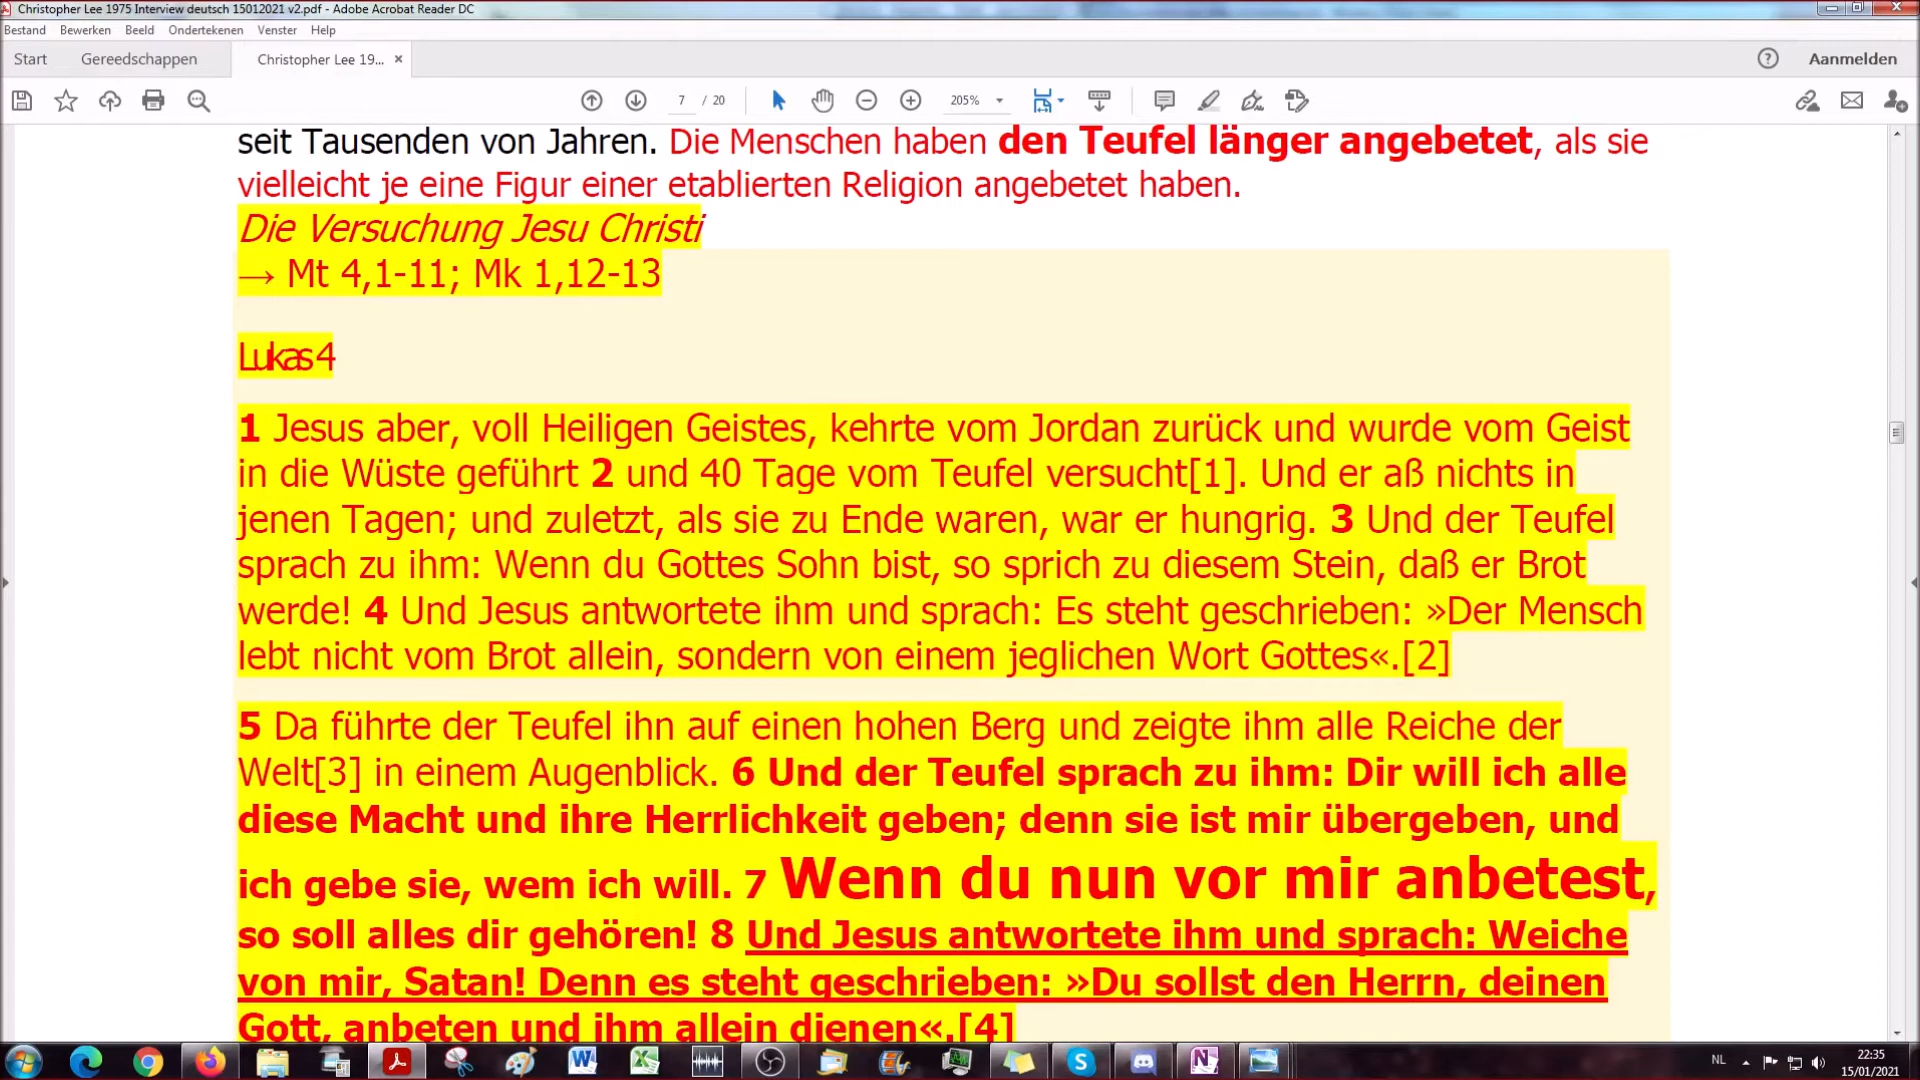 Christopher Lee 1975 Interview deutsch 15012021 v2.pdf - Adobe Acrobat Reader DC
Bestand Bewerken Beeld Ondertekenen Venster Help
Start Gereedschappen Christopher Lee 19... × Aanmelden
7 / 20 205%
seit Tausenden von Jahren. Die Menschen haben den Teufel länger angebetet, als sie
vielleicht je eine Figur einer etablierten Religion angebetet haben.
Die Versuchung Jesu Christi
→ Mt 4,1-11; Mk 1,12-13
Lukas 4
1 Jesus aber, voll Heiligen Geistes, kehrte vom Jordan zurück und wurde vom Geist
in die Wüste geführt 2 und 40 Tage vom Teufel versucht[1]. Und er aß nichts in
jenen Tagen; und zuletzt, als sie zu Ende waren, war er hungrig. 3 Und der Teufel
sprach zu ihm: Wenn du Gottes Sohn bist, so sprich zu diesem Stein, daß er Brot
werde! 4 Und Jesus antwortete ihm und sprach: Es steht geschrieben: »Der Mensch
lebt nicht vom Brot allein, sondern von einem jeglichen Wort Gottes«.[2]
5 Da führte der Teufel ihn auf einen hohen Berg und zeigte ihm alle Reiche der
Welt[3] in einem Augenblick. 6 Und der Teufel sprach zu ihm: Dir will ich alle
diese Macht und ihre Herrlichkeit geben; denn sie ist mir übergeben, und
ich gebe sie, wem ich will. 7 Wenn du nun vor mir anbetest,
so soll alles dir gehören! 8 Und Jesus antwortete ihm und sprach: Weiche
von mir, Satan! Denn es steht geschrieben: »Du sollst den Herrn, deinen
Gott, anbeten und ihm allein dienen«.[4]
NL 22:35
15/01/2021